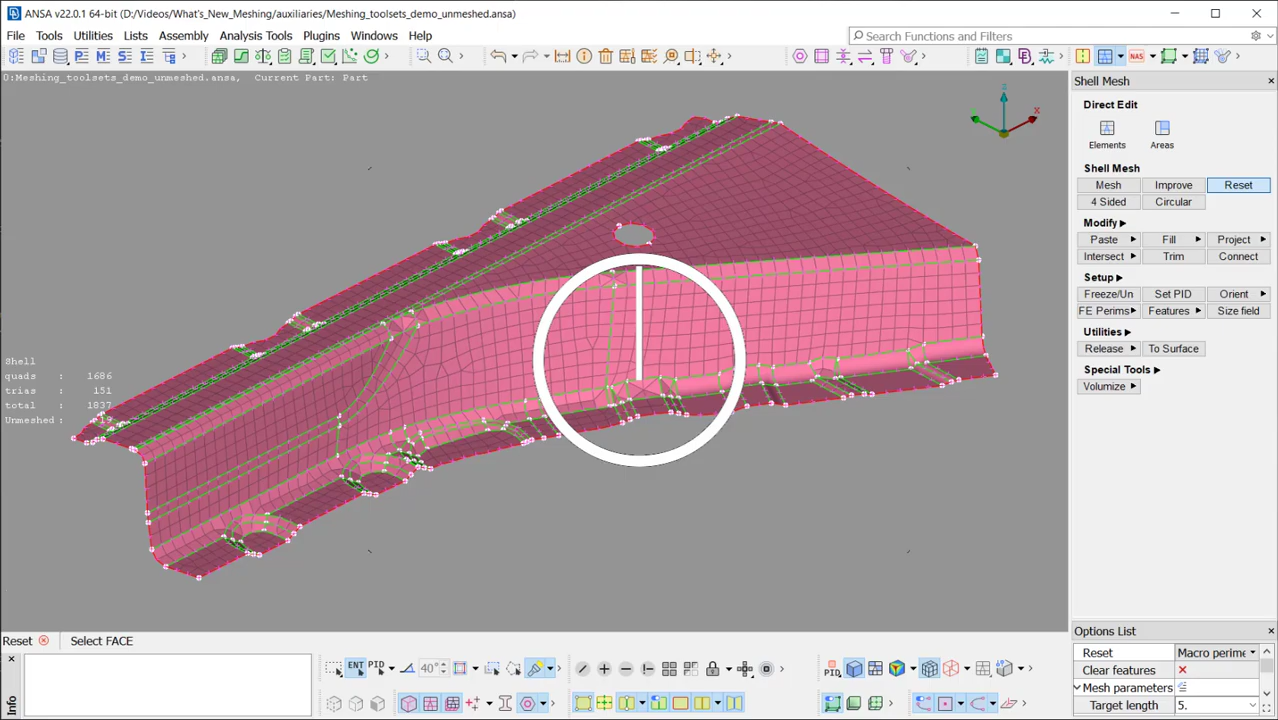 ANSA v22.0.1 64-bit (D:/Videos/What's_New_Meshing/auxiliaries/Meshing_toolsets_demo_unmeshed.ansa)
File Tools Utilities Lists Assembly Analysis Tools Plugins Windows Help
Search Functions and Filters
NAS
0:Meshing_toolsets_demo_unmeshed.ansa, Current Part: Part
Shell Mesh
Direct Edit
Elements Areas
Shell Mesh
Mesh Improve Reset
4 Sided Circular
Modify
Paste Fill Project
Intersect Trim Connect
Setup
Freeze/Un Set PID Orient
FE Perims Features Size field
Utilities
Release To Surface
Special Tools
Volumize
Z
X
Shell
quads : 1686
trias : 151
total : 1837
Unmeshed : 19
Reset Select FACE
Options List
Reset Macro perime
Clear features
Mesh parameters
Target length 5.
Info
ENT PID 40°
PID